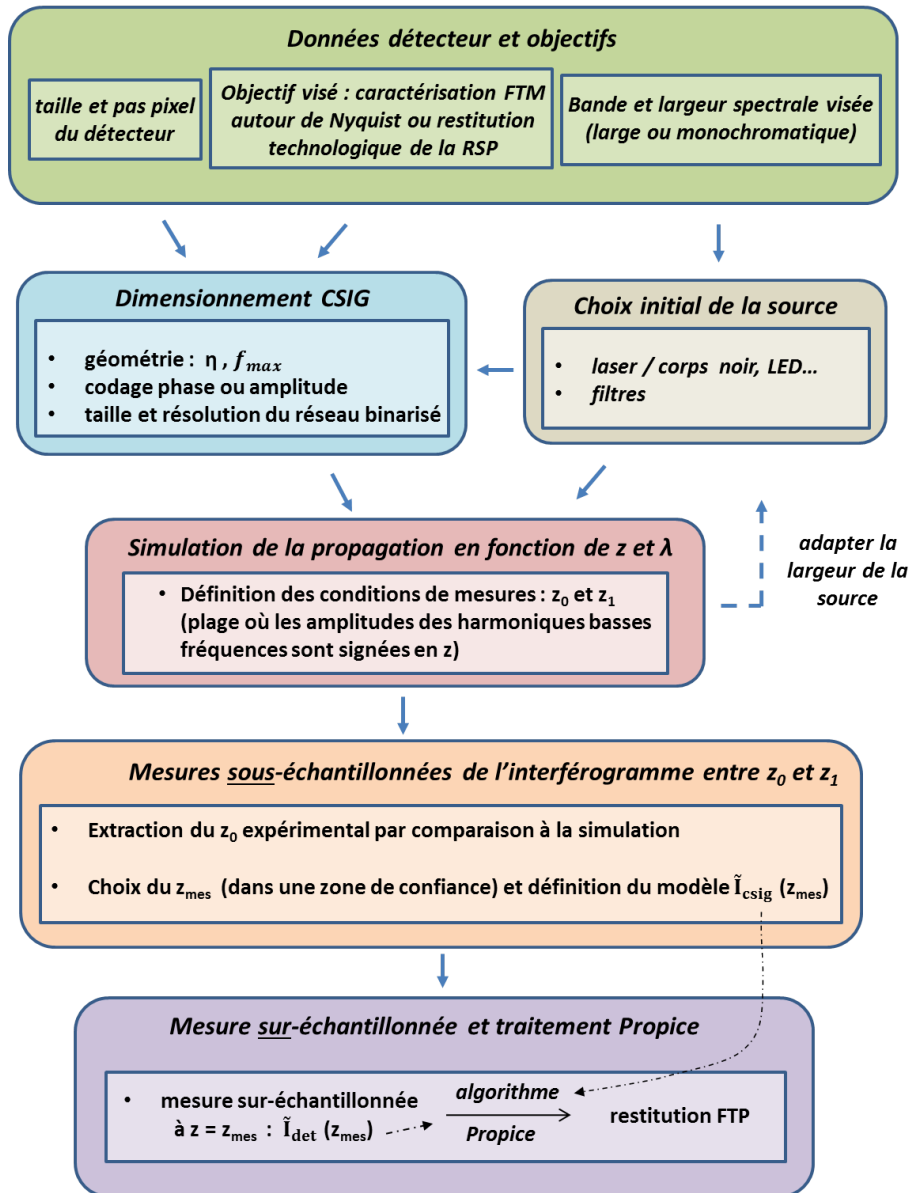 Données détecteur et objectifs
taille et pas pixel
du détecteur
Objectif visé : caractérisation FTM
autour de Nyquist ou restitution
technologique de la RSP
Bande et largeur spectrale visée
(large ou monochromatique)
Dimensionnement CSIG
• géométrie : η , f_max
• codage phase ou amplitude
• taille et résolution du réseau binarisé
Choix initial de la source
• laser / corps noir, LED...
• filtres
Simulation de la propagation en fonction de z et λ
• Définition des conditions de mesures : z₀ et z₁
(plage où les amplitudes des harmoniques basses
fréquences sont signées en z)
adapter la
largeur de la
source
Mesures sous-échantillonnées de l'interférogramme entre z₀ et z₁
• Extraction du z₀ expérimental par comparaison à la simulation
• Choix du z_mes (dans une zone de confiance) et définition du modèle Ĩ_csig (z_mes)
Mesure sur-échantillonnée et traitement Propice
• mesure sur-échantillonnée
à z = z_mes : Ĩ_det (z_mes)
algorithme
Propice
restitution FTP